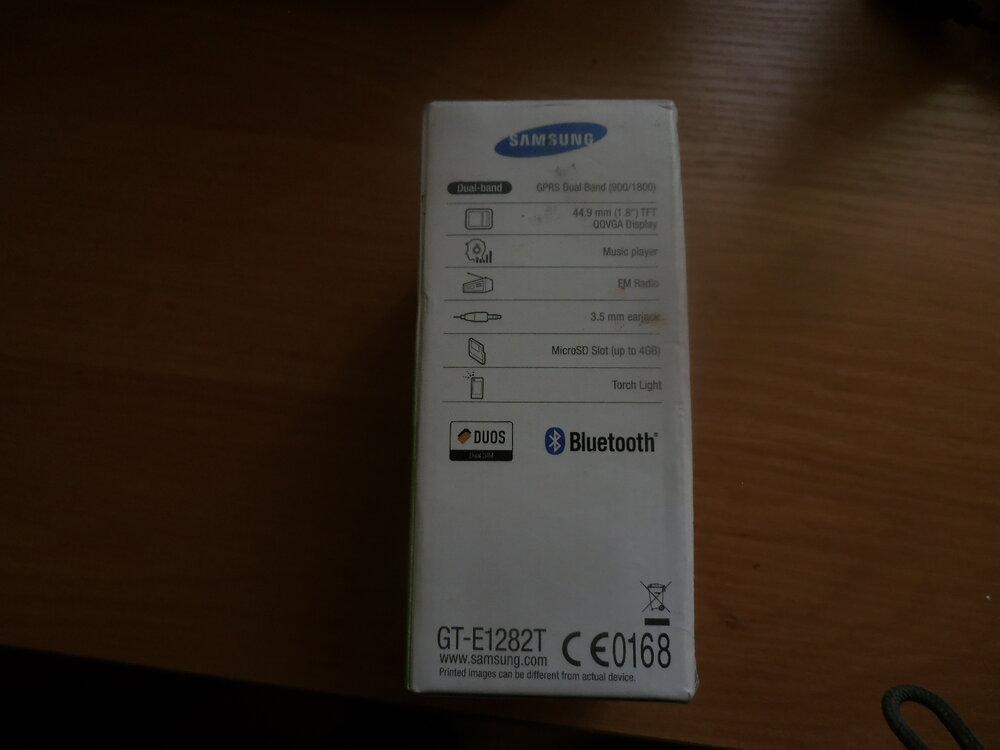 SAMSUNG
Dual-band GPRS Dual Band (900/1800)
44.9 mm (1.8") TFT
QQVGA Display
Music player
FM Radio
3.5 mm earjack
MicroSD Slot (up to 4GB)
Torch Light
DUOS
Dual SIM
Bluetooth®
GT-E1282T
www.samsung.com
CE0168
Printed images can be different from actual device.